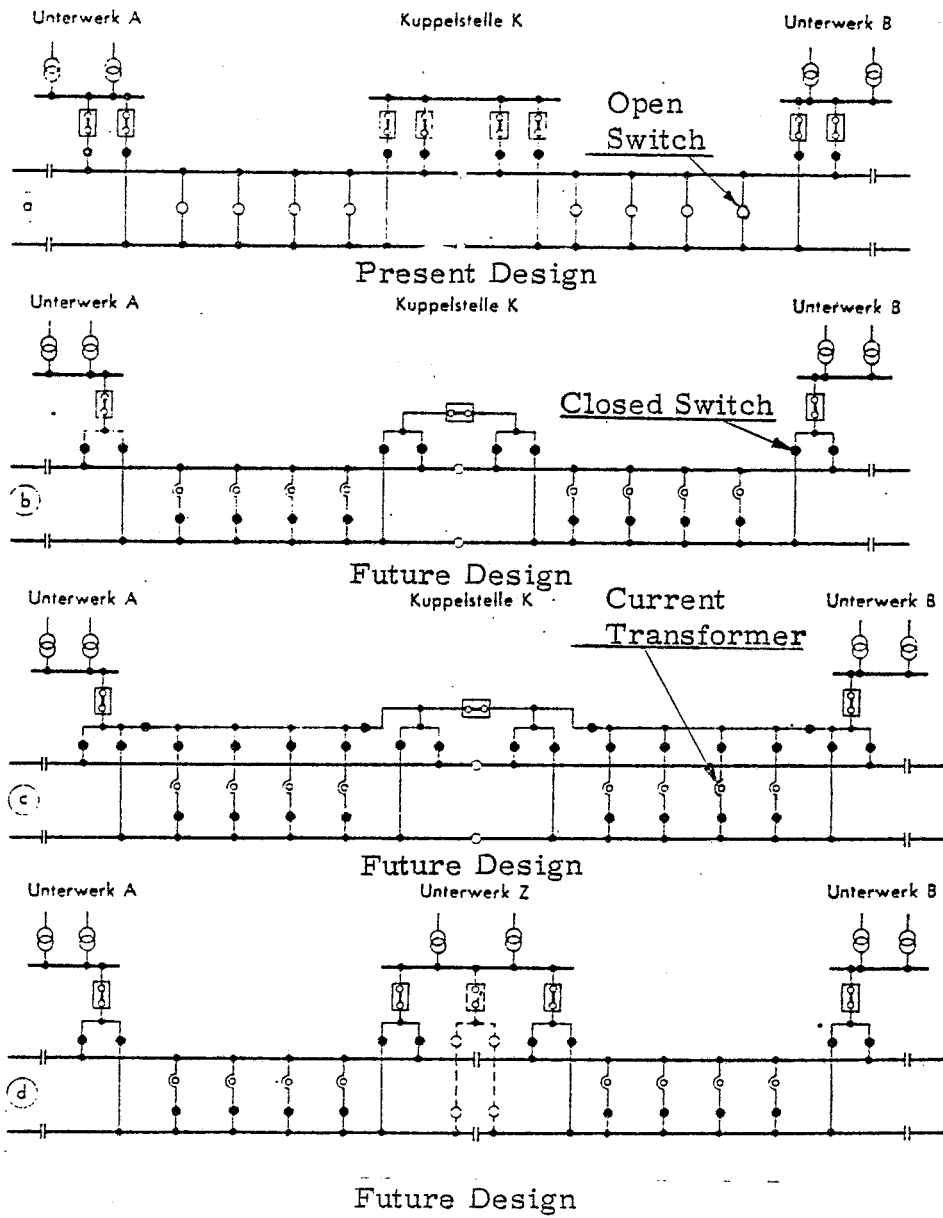 Unterwerk A Kuppelstelle K Unterwerk B
Open
Switch
a
Present Design
Unterwerk A Kuppelstelle K Unterwerk B
Closed Switch
b
Future Design
Unterwerk A Kuppelstelle K Unterwerk B
Current
Transformer
c
Future Design
Unterwerk A Unterwerk Z Unterwerk B
d
Future Design